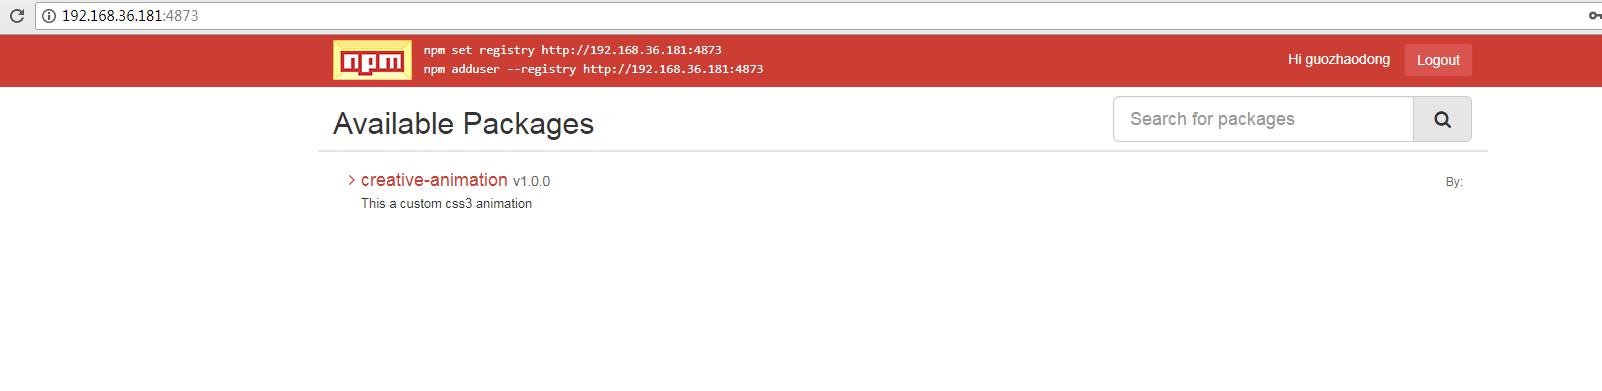 192.168.36.181:4873
npm
npm set registry http://192.168.36.181:4873
npm adduser --registry http://192.168.36.181:4873
Hi guozhaodong
Logout
Available Packages
Search for packages
creative-animation v1.0.0
By:
This a custom css3 animation